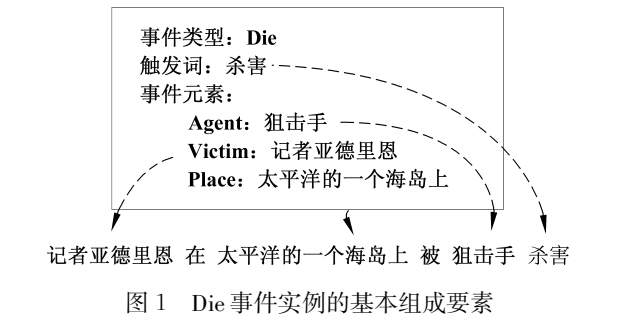 事件类型：Die
触发词：杀害
事件元素：
Agent：狙击手
Victim：记者亚德里恩
Place：太平洋的一个海岛上
记者亚德里恩 在 太平洋的一个海岛上 被 狙击手 杀害
图 1 Die 事件实例的基本组成要素